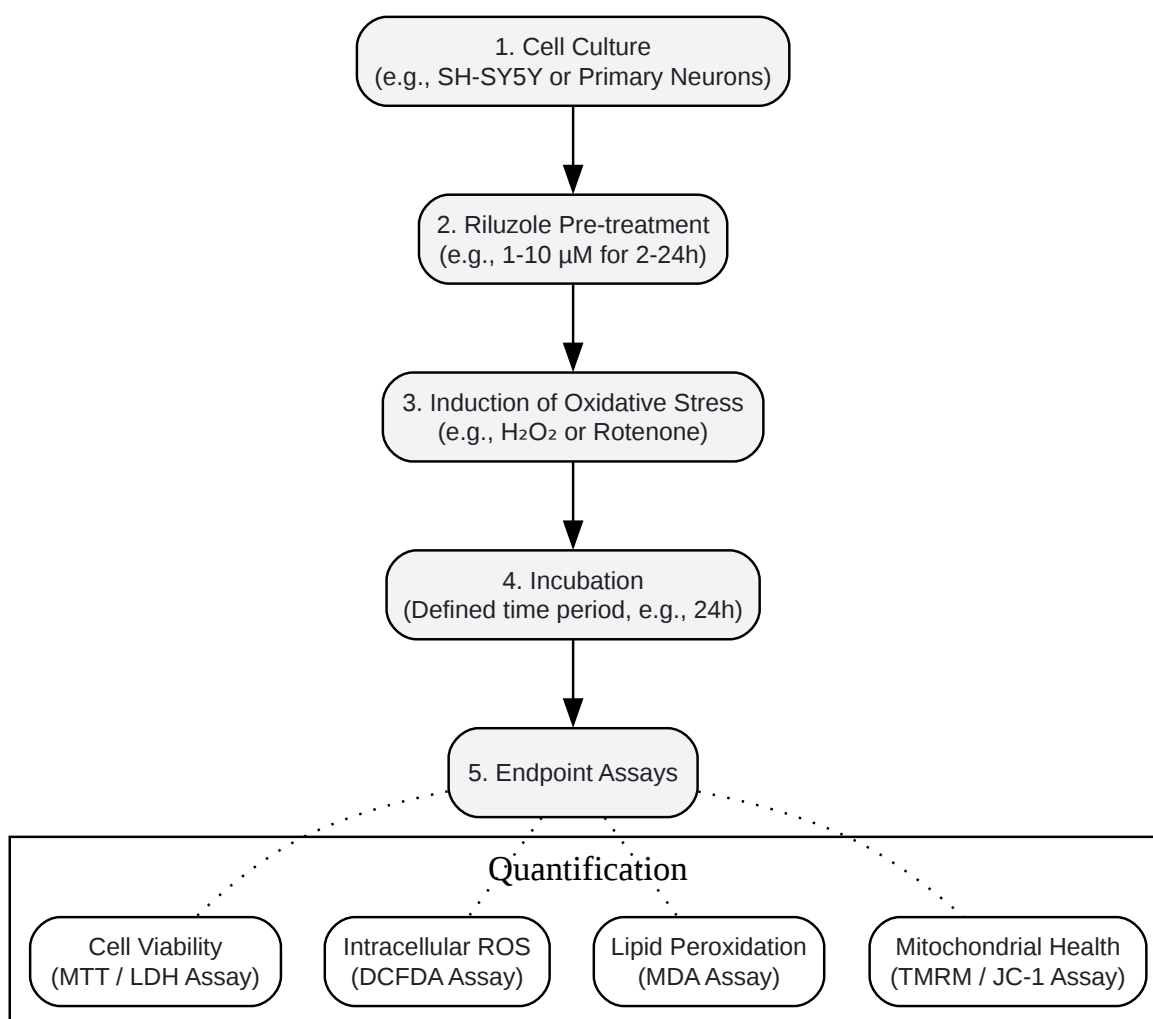 1. Cell Culture
(e.g., SH-SY5Y or Primary Neurons)
2. Riluzole Pre-treatment
(e.g., 1-10 µM for 2-24h)
3. Induction of Oxidative Stress
(e.g., H₂O₂ or Rotenone)
4. Incubation
(Defined time period, e.g., 24h)
5. Endpoint Assays
Quantification
Cell Viability
(MTT / LDH Assay)
Intracellular ROS
(DCFDA Assay)
Lipid Peroxidation
(MDA Assay)
Mitochondrial Health
(TMRM / JC-1 Assay)